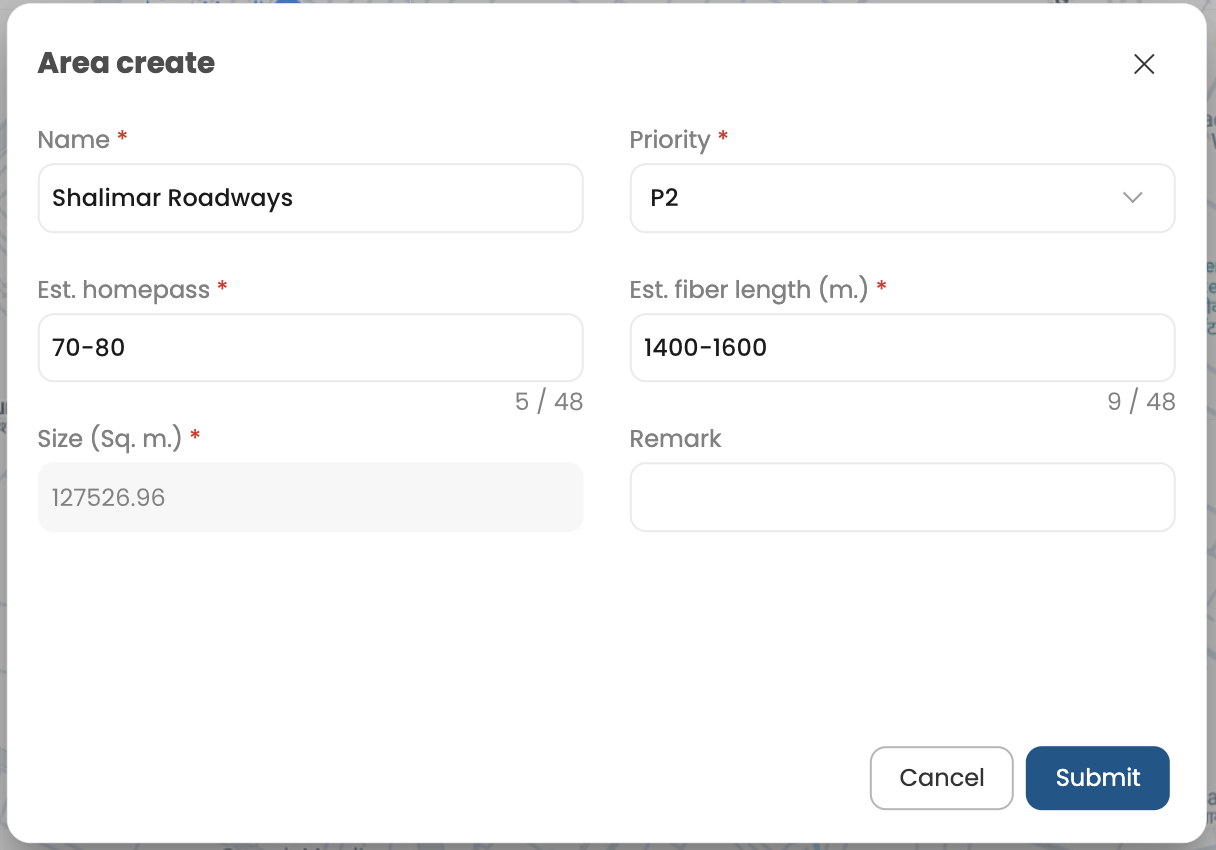 Area create
Name *
Priority *
Shalimar Roadways
P2
Est. homepass *
Est. fiber length (m.) *
70-80
1400-1600
5 / 48
9 / 48
Size (Sq. m.) *
Remark
127526.96
Cancel
Submit